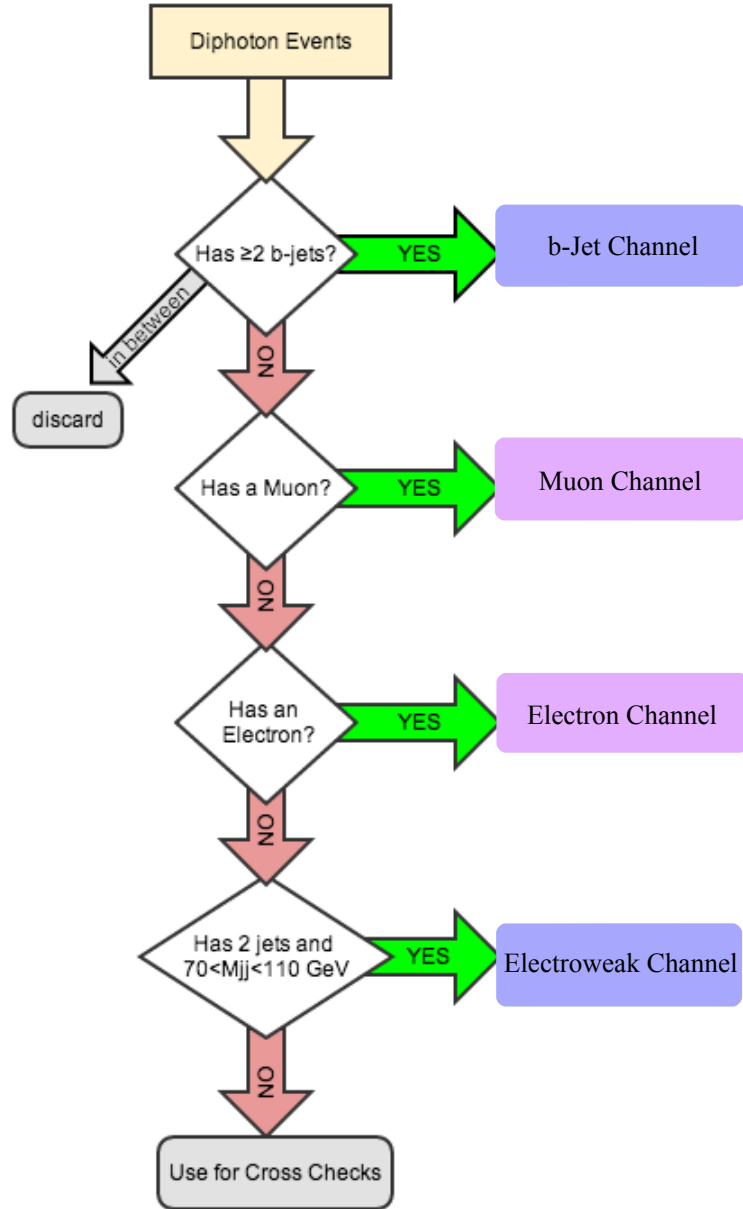 Diphoton Events
Has ≥2 b-jets?
YES
b-Jet Channel
in between
discard
NO
Has a Muon?
YES
Muon Channel
NO
Has an
Electron?
YES
Electron Channel
NO
Has 2 jets and
70<Mjj<110 GeV
YES
Electroweak Channel
NO
Use for Cross Checks